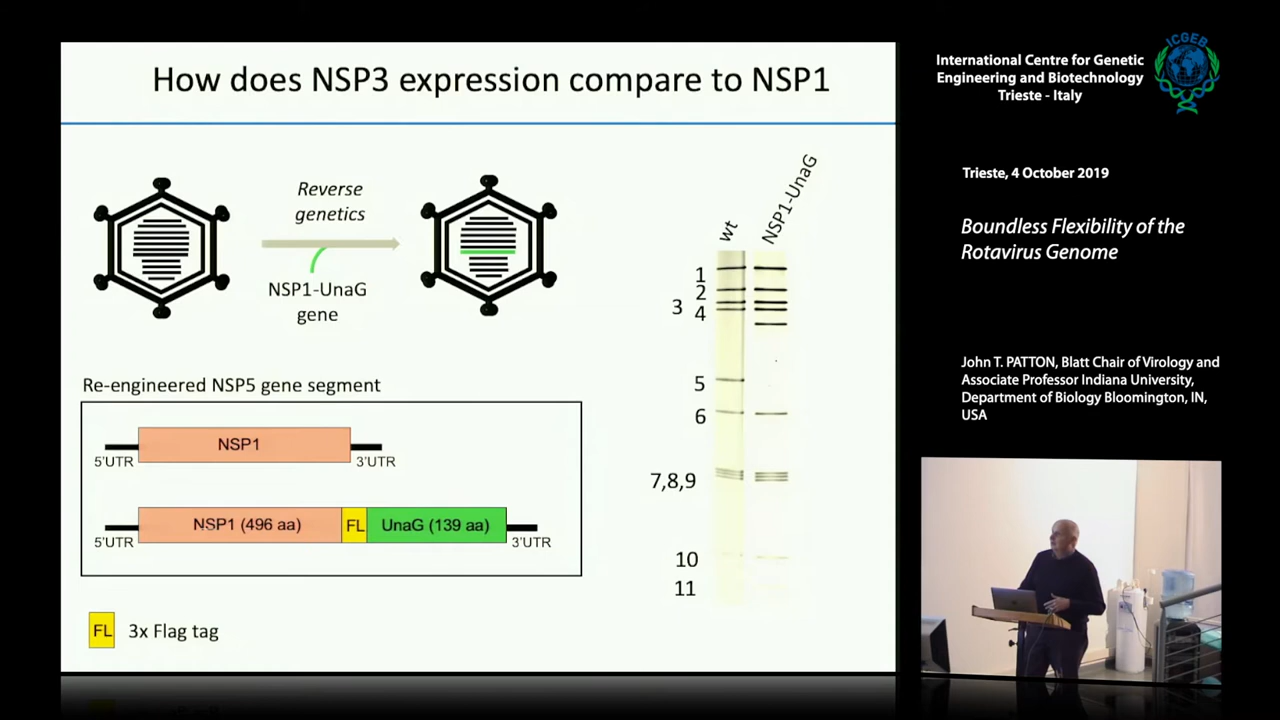 How does NSP3 expression compare to NSP1
Reverse
genetics
NSP1-UnaG
gene
Re-engineered NSP5 gene segment
NSP1
5'UTR
3'UTR
NSP1 (496 aa)
FL
UnaG (139 aa)
5'UTR
3'UTR
FL
3x Flag tag
wt
NSP1-UnaG
1
2
3
4
5
6
7,8,9
10
11
International Centre for Genetic
Engineering and Biotechnology
Trieste - Italy
ICGEB
Trieste, 4 October 2019
Boundless Flexibility of the
Rotavirus Genome
John T. PATTON, Blatt Chair of Virology and
Associate Professor Indiana University,
Department of Biology Bloomington, IN,
USA